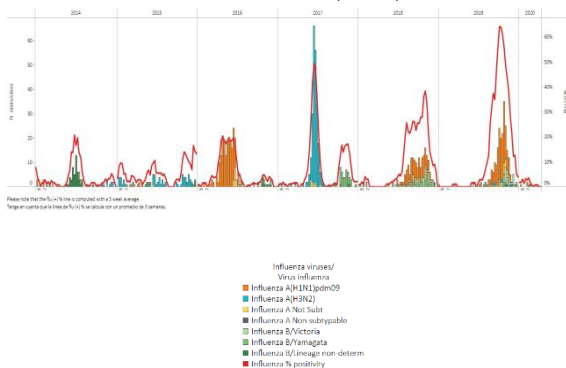 2014 2015 2016 2017 2018 2019 2020
60
50
40
30
20
10
0
60%
50%
40%
30%
20%
10%
0%
Please note that the flu (+) % line is computed with a 3 week average.
Tenga en cuenta que la línea de flu (+) % se calcula con un promedio de 3 semanas.
Influenza viruses/
Virus influenza
Influenza A(H1N1)pdm09
Influenza A(H3N2)
Influenza A Not Subt
Influenza A Non subtypable
Influenza B/Victoria
Influenza B/Yamagata
Influenza B/Lineage non-determ
Influenza % positivity